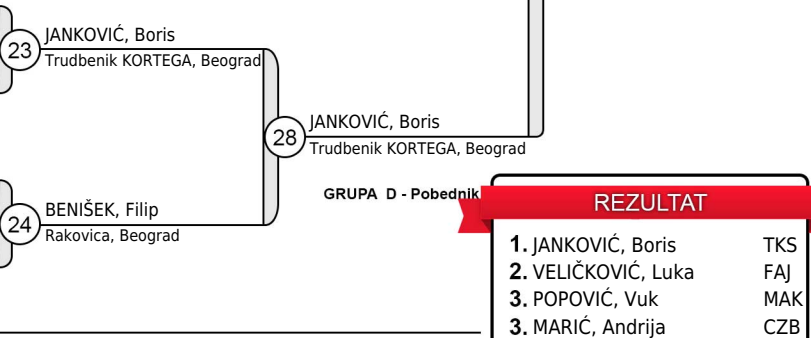 JANKOVIĆ, Boris
23
Trudbenik KORTEGA, Beograd
JANKOVIĆ, Boris
28
Trudbenik KORTEGA, Beograd
GRUPA D - Pobednik
BENIŠEK, Filip
24
Rakovica, Beograd
REZULTAT
1. JANKOVIĆ, Boris TKS
2. VELIČKOVIĆ, Luka FAJ
3. POPOVIĆ, Vuk MAK
3. MARIĆ, Andrija CZB